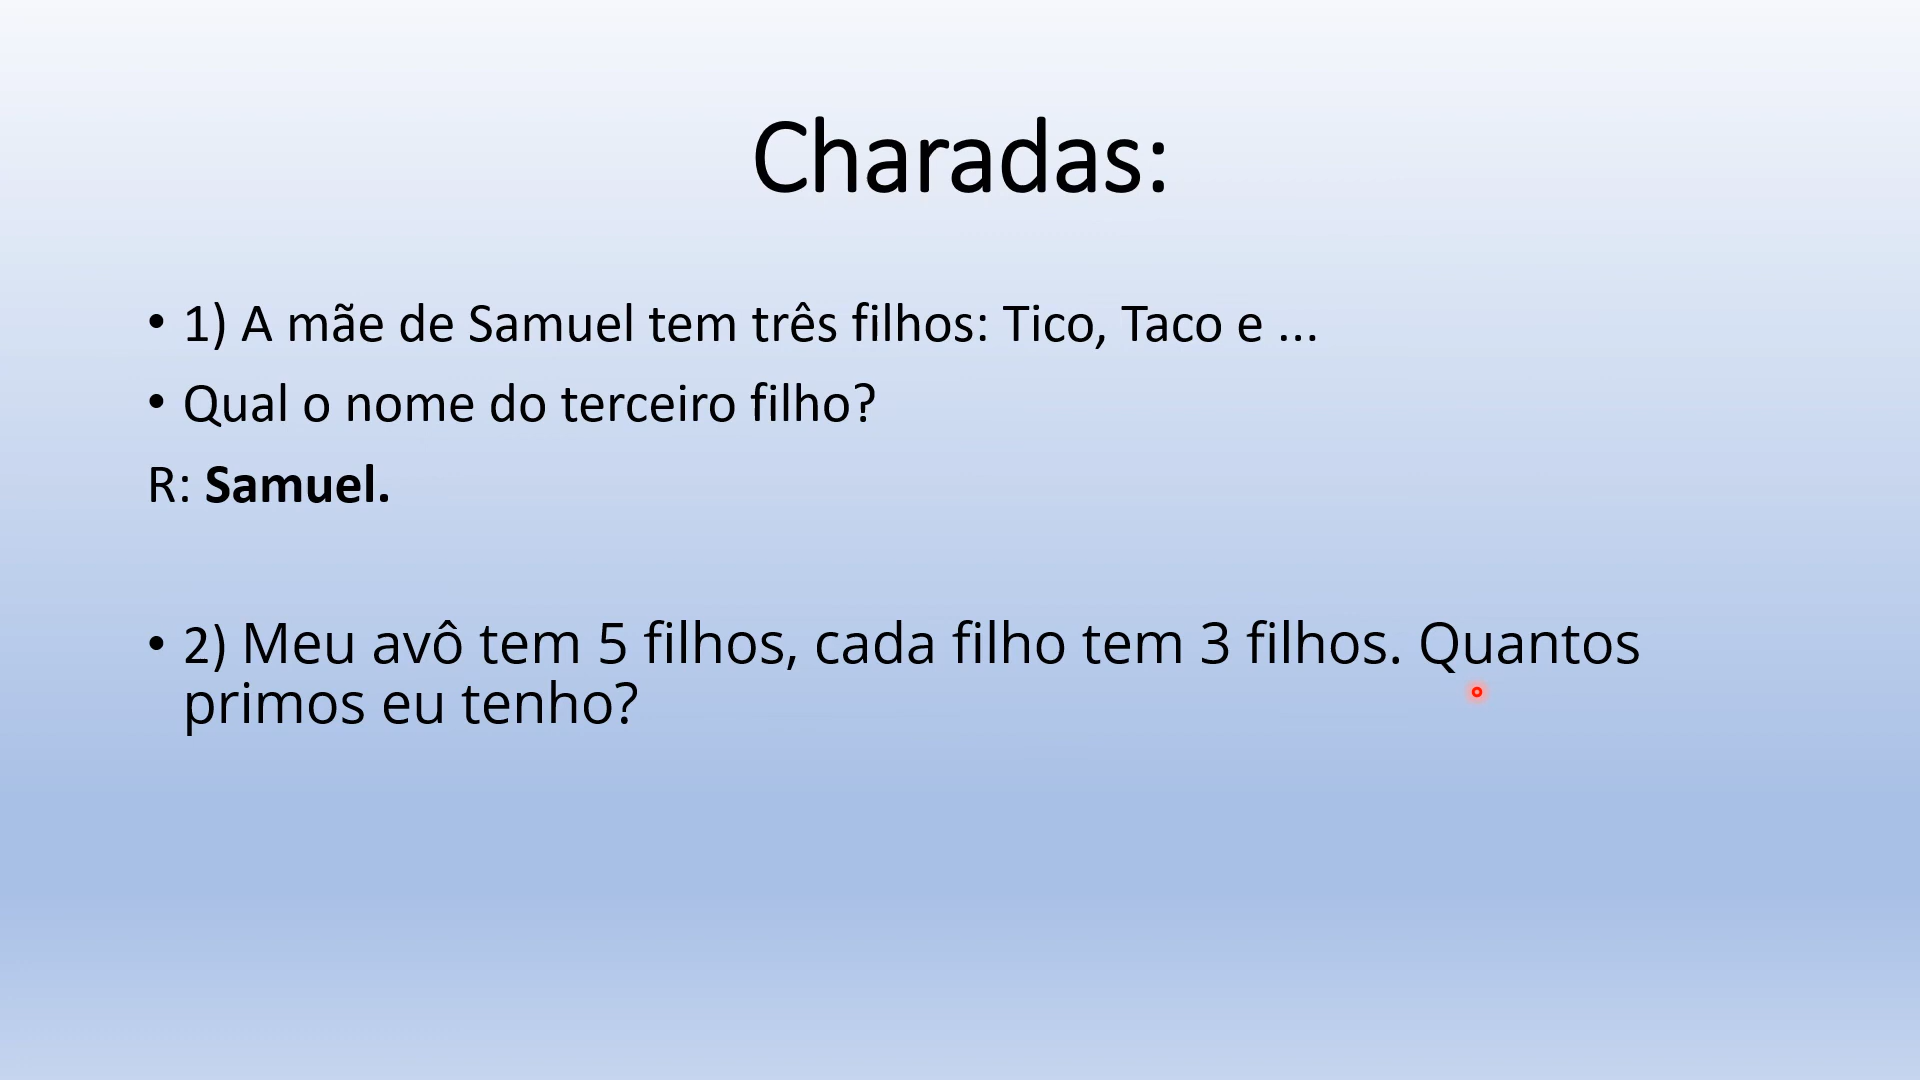 Charadas:
• 1) A mãe de Samuel tem três filhos: Tico, Taco e ...
• Qual o nome do terceiro filho?
R: Samuel.
• 2) Meu avô tem 5 filhos, cada filho tem 3 filhos. Quantos
primos eu tenho?